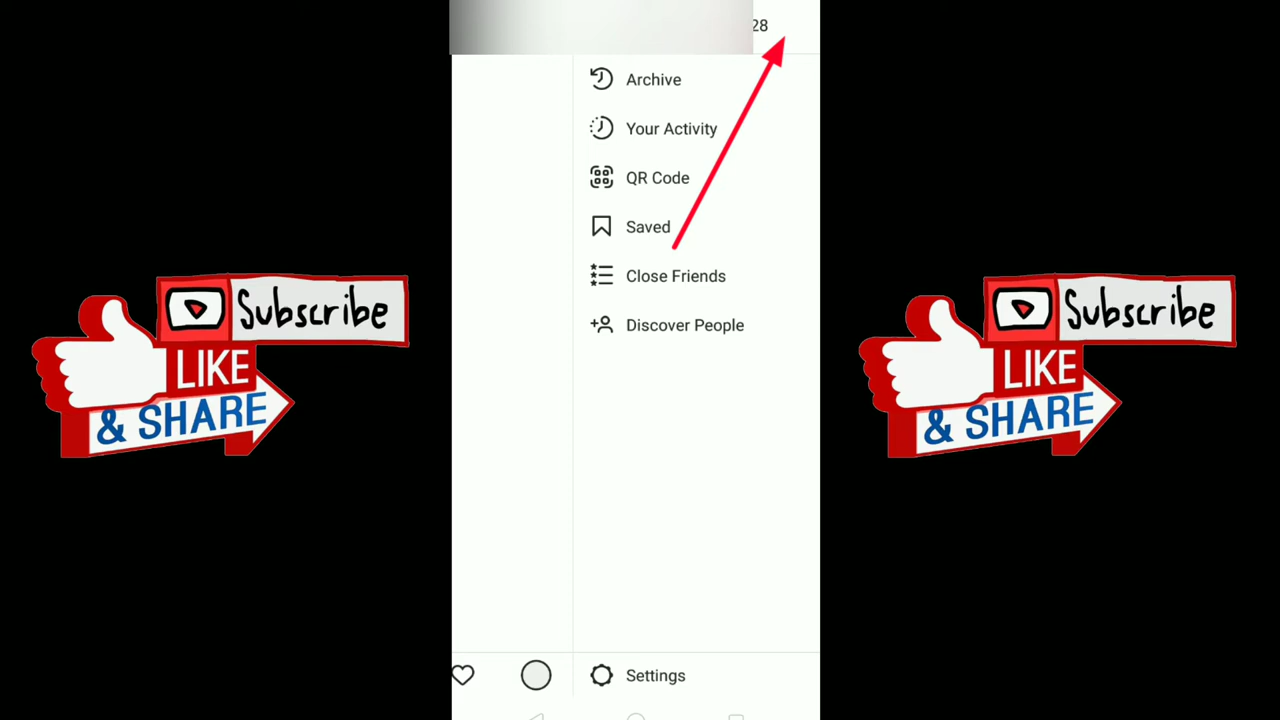 28
Archive
Your Activity
QR Code
Saved
Close Friends
Discover People
Settings
Subscribe
LIKE
& SHARE
Subscribe
LIKE
& SHARE